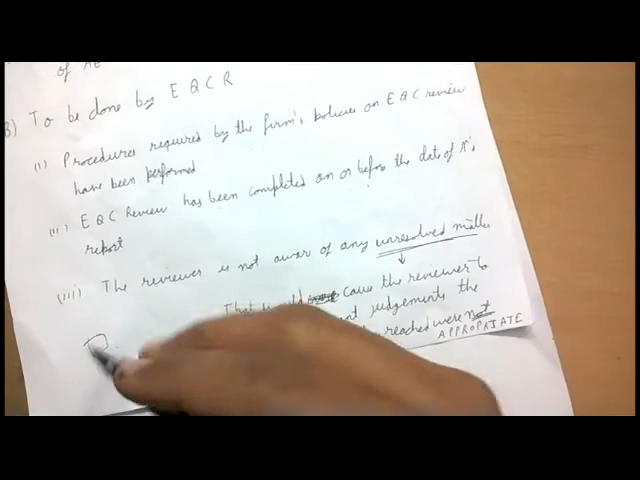 of
B) To be done by EQCR
(i) Procedures required by the firm's policies on EQC review
have been performed
(ii) EQC Review has been completed on or before the date of A's
report
(iii) The reviewer is not aware of any unresolved matter
That would cause the reviewer to
judgements the
reached were not
APPROPRIATE